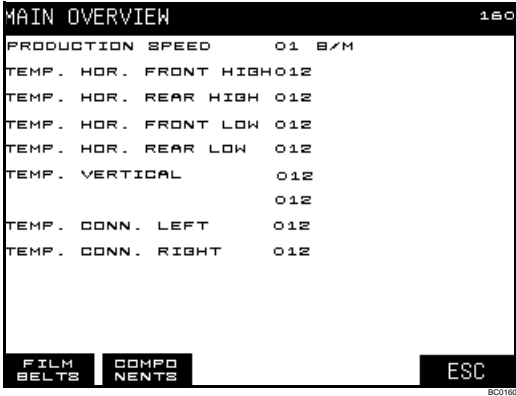 MAIN OVERVIEW 160
PRODUCTION SPEED 01 B/M
TEMP. HOR. FRONT HIGH 012
TEMP. HOR. REAR HIGH 012
TEMP. HOR. FRONT LOW 012
TEMP. HOR. REAR LOW 012
TEMP. VERTICAL 012
012
TEMP. CONN. LEFT 012
TEMP. CONN. RIGHT 012
FILM BELTS COMPO NENTS ESC
BC0160